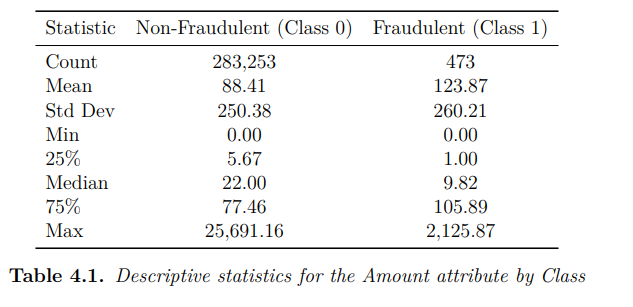 Statistic Non-Fraudulent (Class 0) Fraudulent (Class 1)
Count 283,253 473
Mean 88.41 123.87
Std Dev 250.38 260.21
Min 0.00 0.00
25% 5.67 1.00
Median 22.00 9.82
75% 77.46 105.89
Max 25,691.16 2,125.87
Table 4.1. Descriptive statistics for the Amount attribute by Class